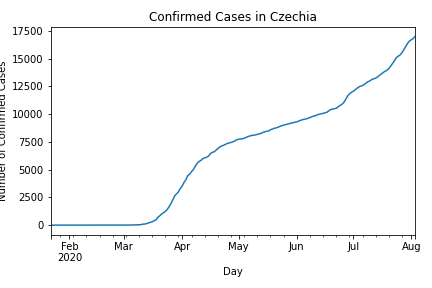 Confirmed Cases in Czechia
17500
15000
12500
10000
7500
5000
2500
0
Number of Confirmed Cases
Feb Mar Apr May Jun Jul Aug
2020
Day